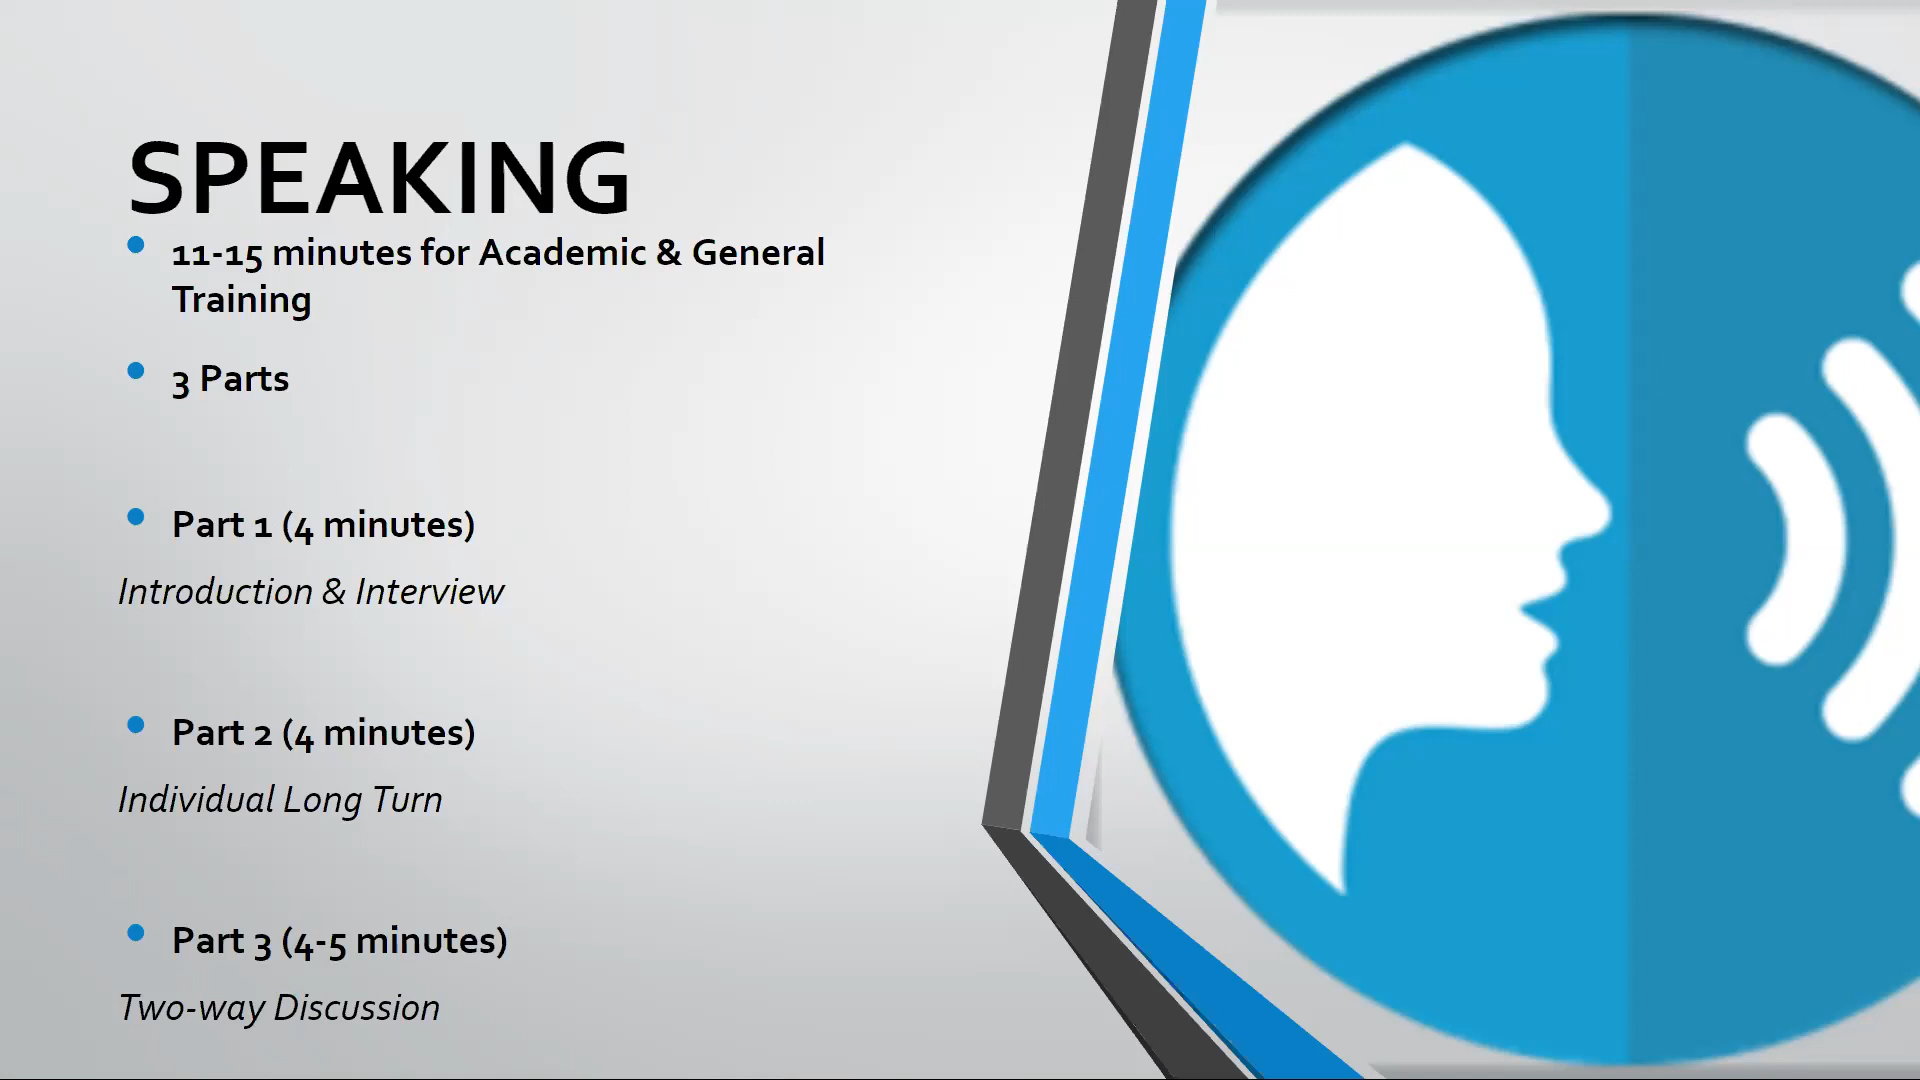 SPEAKING
11-15 minutes for Academic & General
Training
3 Parts
Part 1 (4 minutes)
Introduction & Interview
Part 2 (4 minutes)
Individual Long Turn
Part 3 (4-5 minutes)
Two-way Discussion